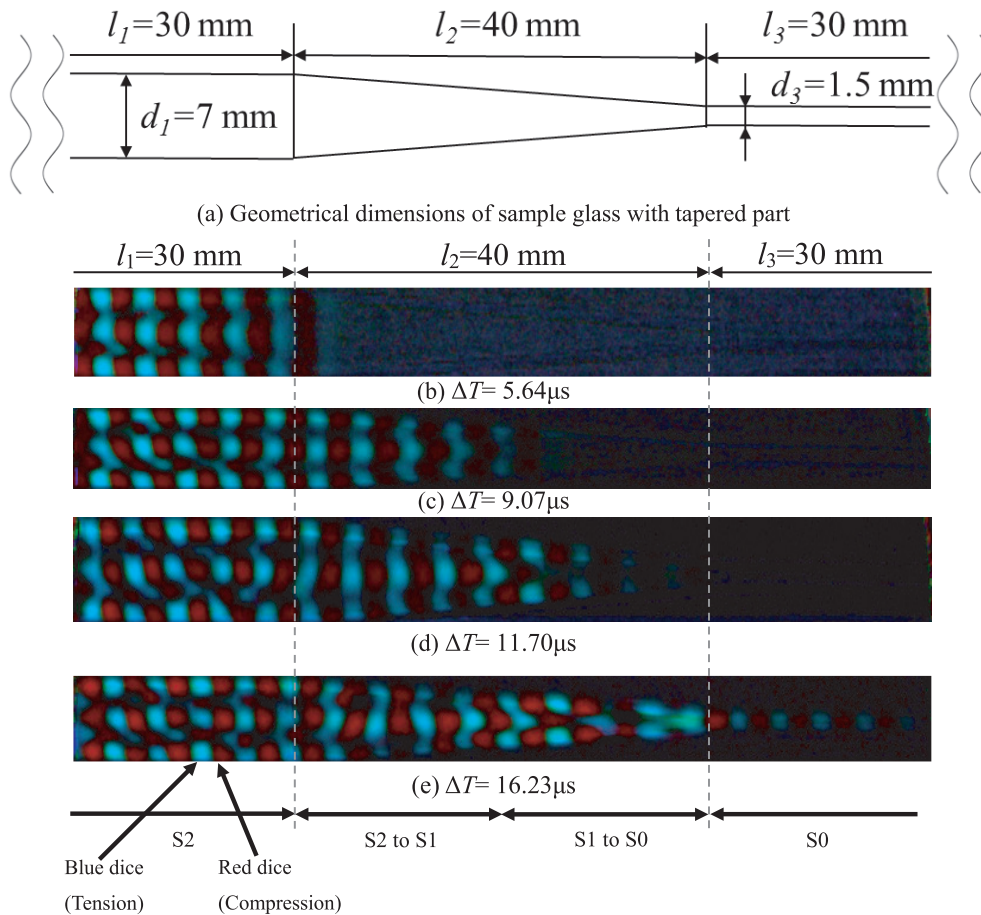 l1=30 mm l2=40 mm l3=30 mm
d1=7 mm d3=1.5 mm
(a) Geometrical dimensions of sample glass with tapered part
l1=30 mm l2=40 mm l3=30 mm
(b) ΔT= 5.64μs
(c) ΔT= 9.07μs
(d) ΔT= 11.70μs
(e) ΔT= 16.23μs
S2 S2 to S1 S1 to S0 S0
Blue dice Red dice
(Tension) (Compression)